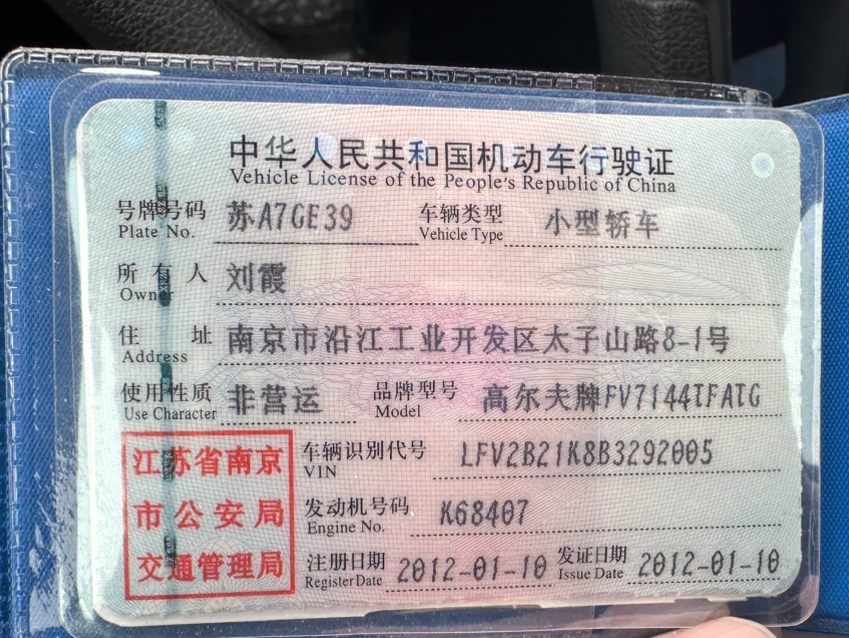 中华人民共和国机动车行驶证
Vehicle License of the People's Republic of China
号牌号码 苏A7GE39 车辆类型 小型轿车
Plate No. Vehicle Type
所有人 刘霞
Owner
住址 南京市沿江工业开发区太子山路8-1号
Address
使用性质 非营运 品牌型号 高尔夫牌FV7144TFATG
Use Character Model
江苏省南京
市公安局
交通管理局
车辆识别代号 LFV2B21K8B3292005
VIN
发动机号码 K68407
Engine No.
注册日期 2012-01-10 发证日期 2012-01-10
Register Date Issue Date